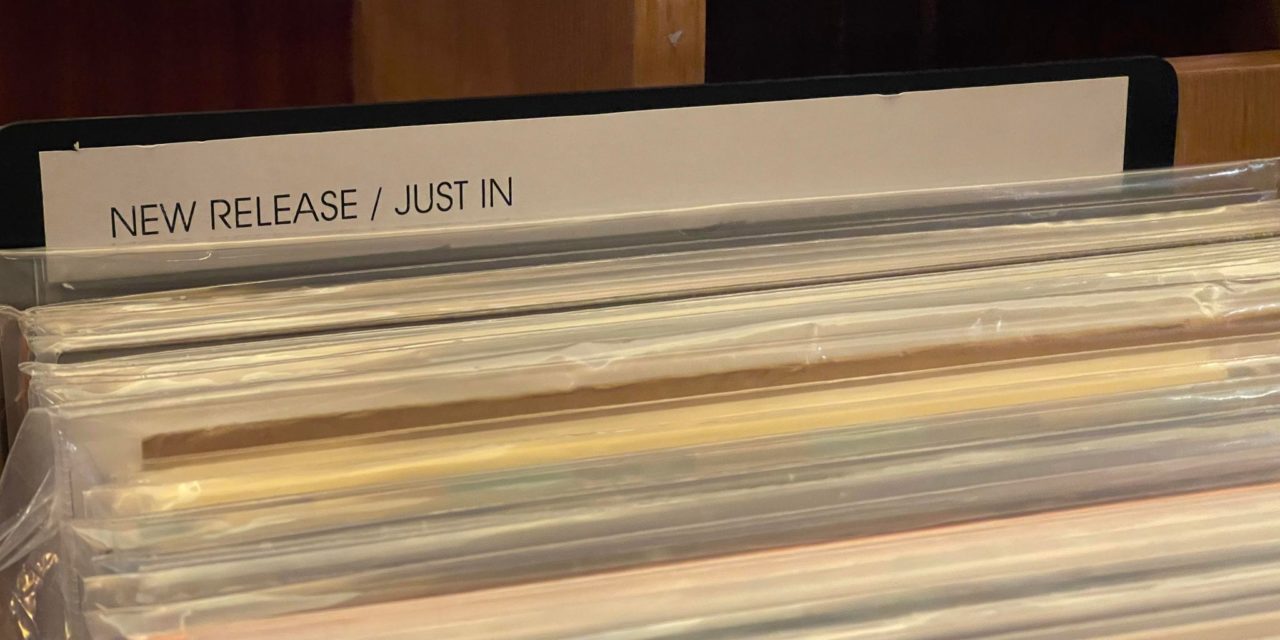 NEW RELEASE / JUST IN